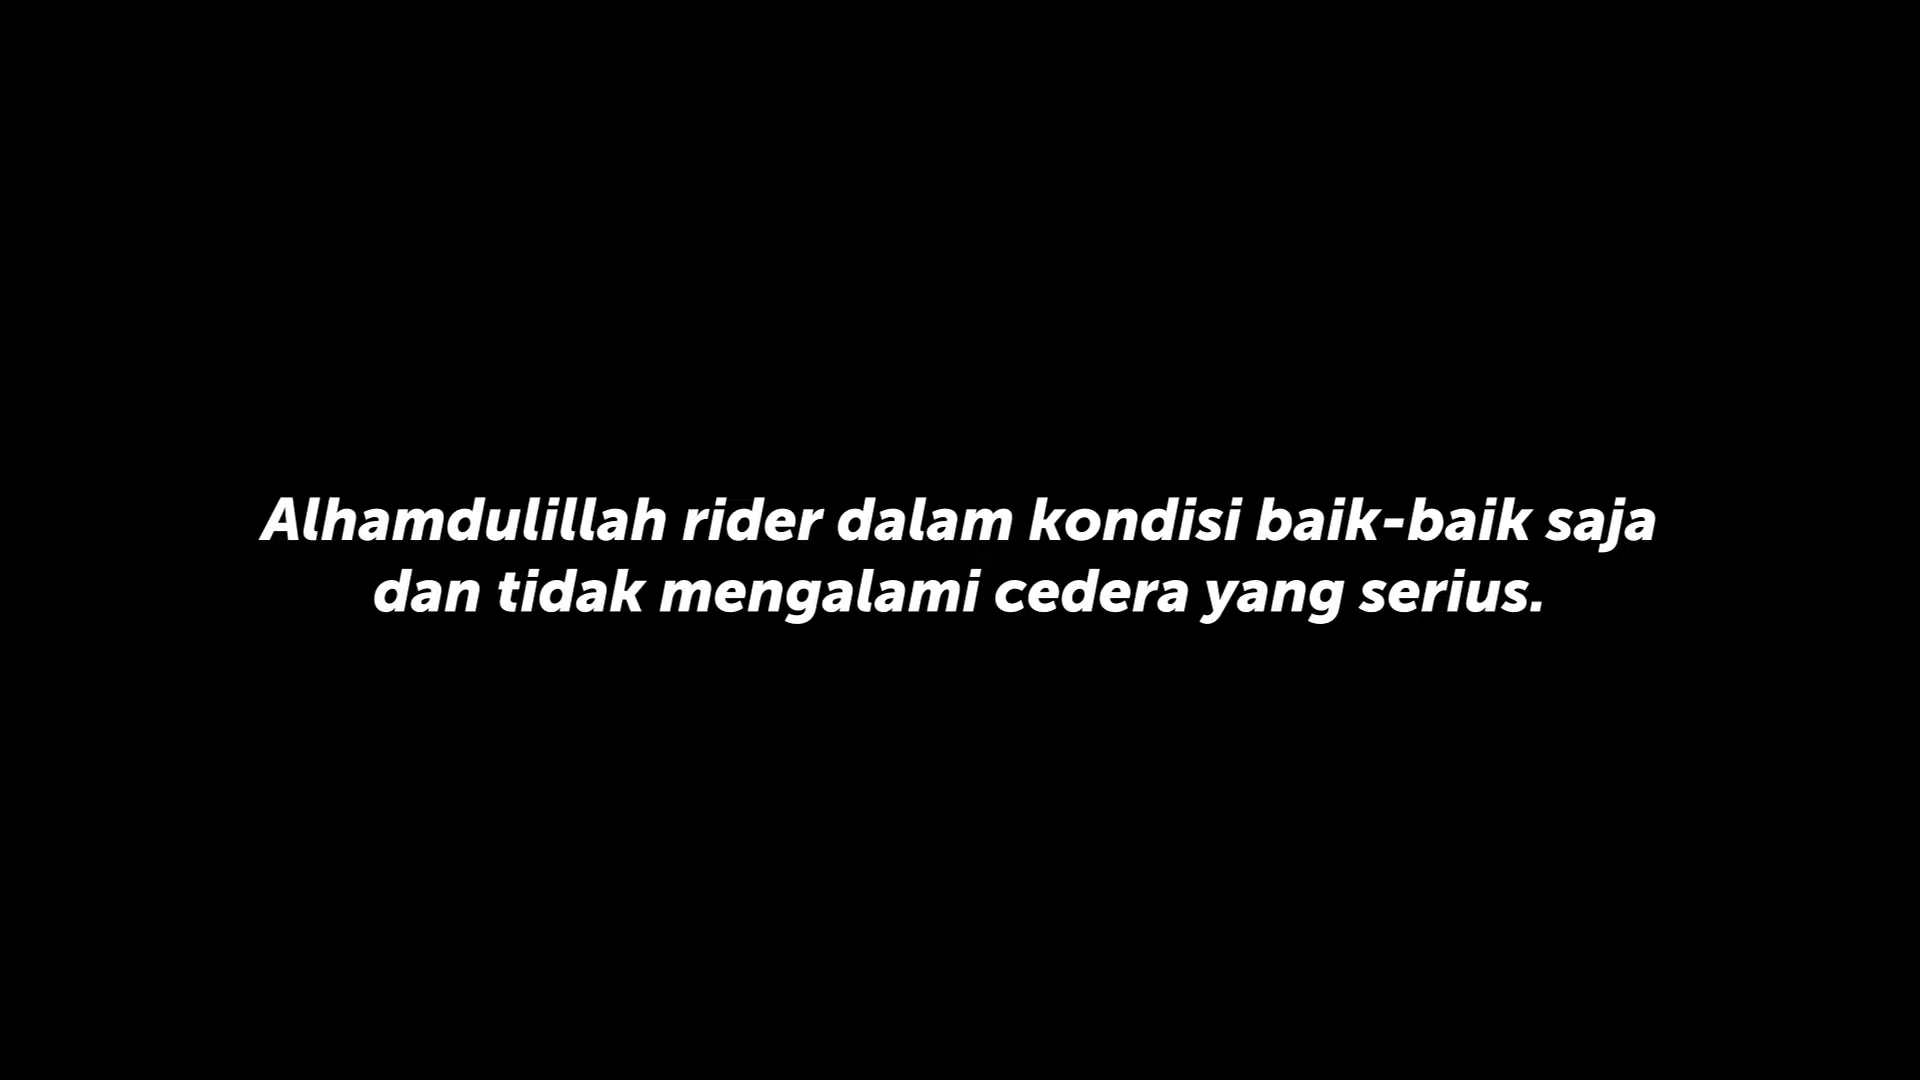 Alhamdulillah rider dalam kondisi baik-baik saja
dan tidak mengalami cedera yang serius.